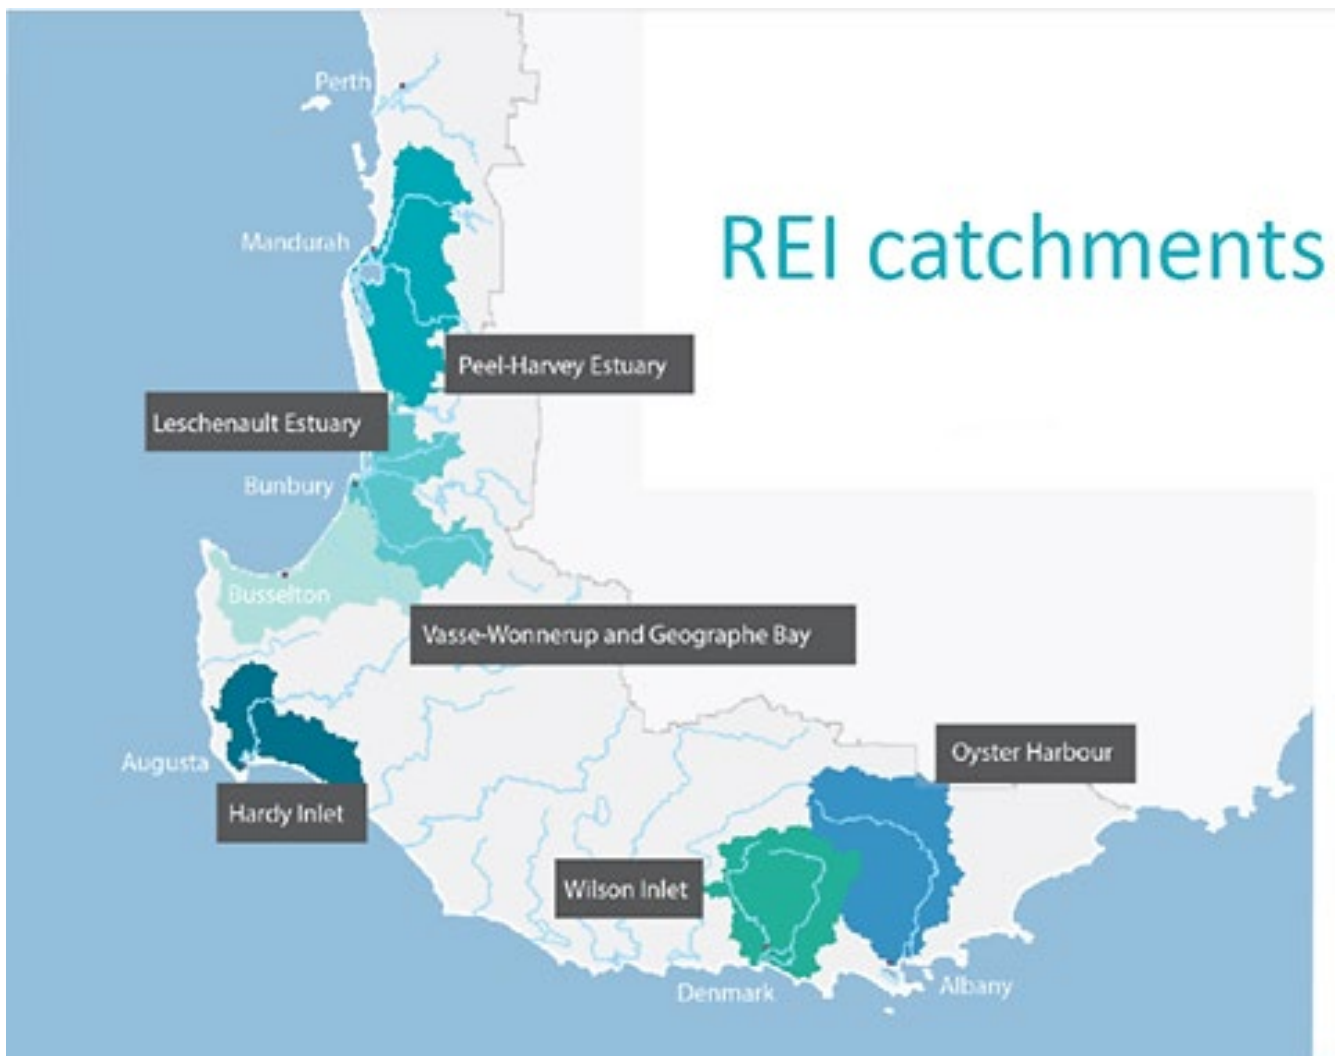 Perth
REI catchments
Mandurah
Peel-Harvey Estuary
Leschenault Estuary
Bunbury
Busselton
Vasse-Wonnerup and Geographe Bay
Augusta
Oyster Harbour
Hardy Inlet
Wilson Inlet
Denmark
Albany